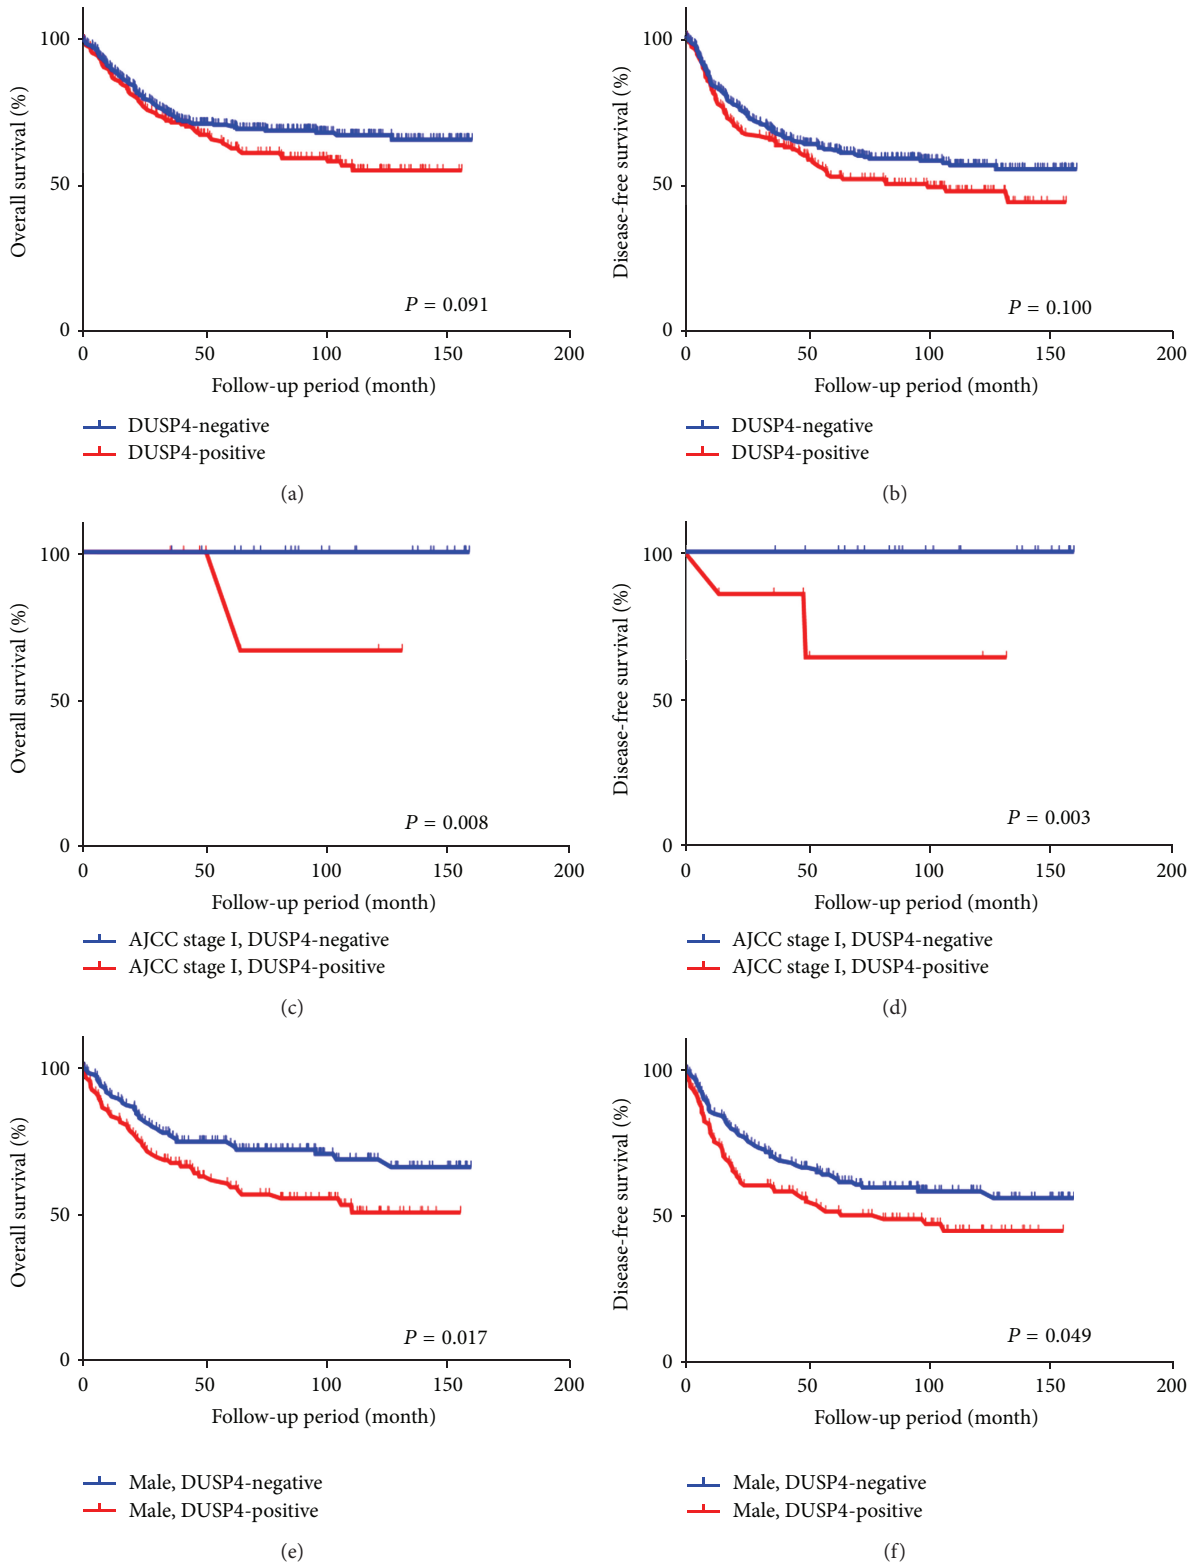 Overall survival (%)
100
50
0
P = 0.091
0 50 100 150 200
Follow-up period (month)
DUSP4-negative
DUSP4-positive
(a)
Disease-free survival (%)
100
50
0
P = 0.100
0 50 100 150 200
Follow-up period (month)
DUSP4-negative
DUSP4-positive
(b)
Overall survival (%)
100
50
0
P = 0.008
0 50 100 150 200
Follow-up period (month)
AJCC stage I, DUSP4-negative
AJCC stage I, DUSP4-positive
(c)
Disease-free survival (%)
100
50
0
P = 0.003
0 50 100 150 200
Follow-up period (month)
AJCC stage I, DUSP4-negative
AJCC stage I, DUSP4-positive
(d)
Overall survival (%)
100
50
0
P = 0.017
0 50 100 150 200
Follow-up period (month)
Male, DUSP4-negative
Male, DUSP4-positive
(e)
Disease-free survival (%)
100
50
0
P = 0.049
0 50 100 150 200
Follow-up period (month)
Male, DUSP4-negative
Male, DUSP4-positive
(f)